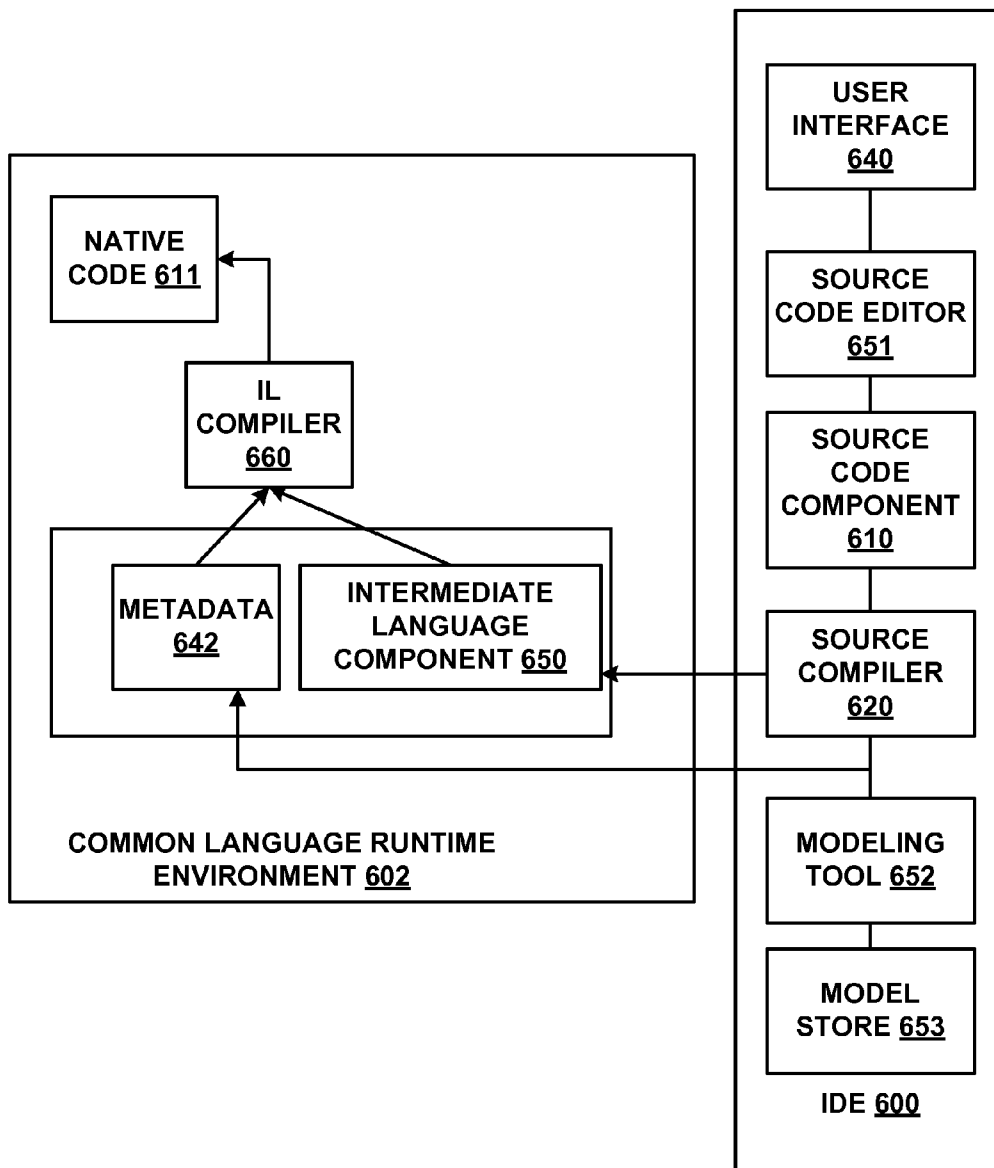 NATIVE
CODE 611
IL
COMPILER
660
METADATA
642
INTERMEDIATE
LANGUAGE
COMPONENT 650
COMMON LANGUAGE RUNTIME
ENVIRONMENT 602
USER
INTERFACE
640
SOURCE
CODE EDITOR
651
SOURCE
CODE
COMPONENT
610
SOURCE
COMPILER
620
MODELING
TOOL 652
MODEL
STORE 653
IDE 600